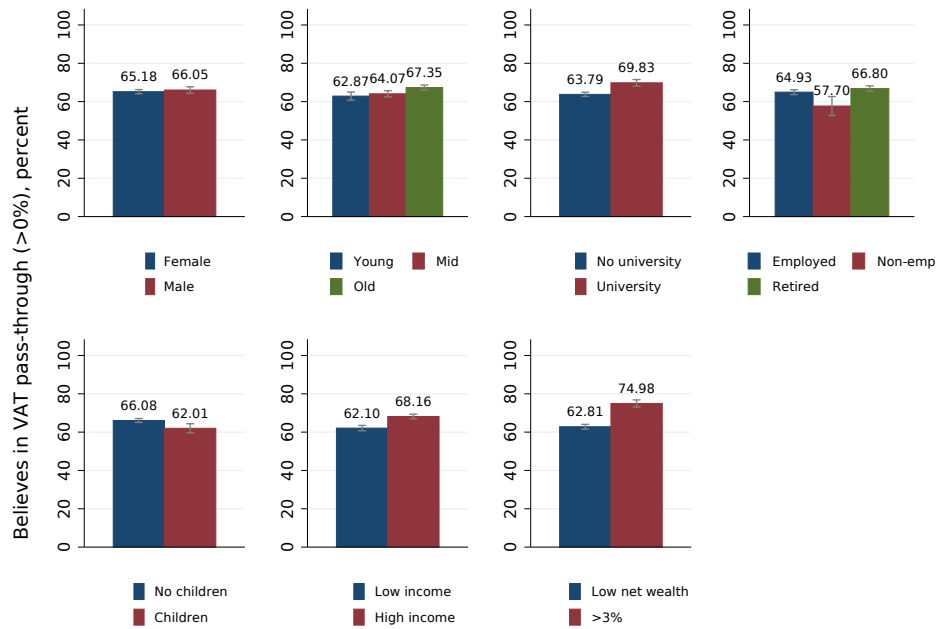 Believes in VAT pass-through (>0%), percent
0 20 40 60 80 100
65.18 66.05
Female
Male
0 20 40 60 80 100
62.87 64.07 67.35
Young Mid
Old
0 20 40 60 80 100
63.79 69.83
No university
University
0 20 40 60 80 100
64.93 57.70 66.80
Employed Non-emp
Retired
0 20 40 60 80 100
66.08 62.01
No children
Children
0 20 40 60 80 100
62.10 68.16
Low income
High income
0 20 40 60 80 100
62.81 74.98
Low net wealth
>3%